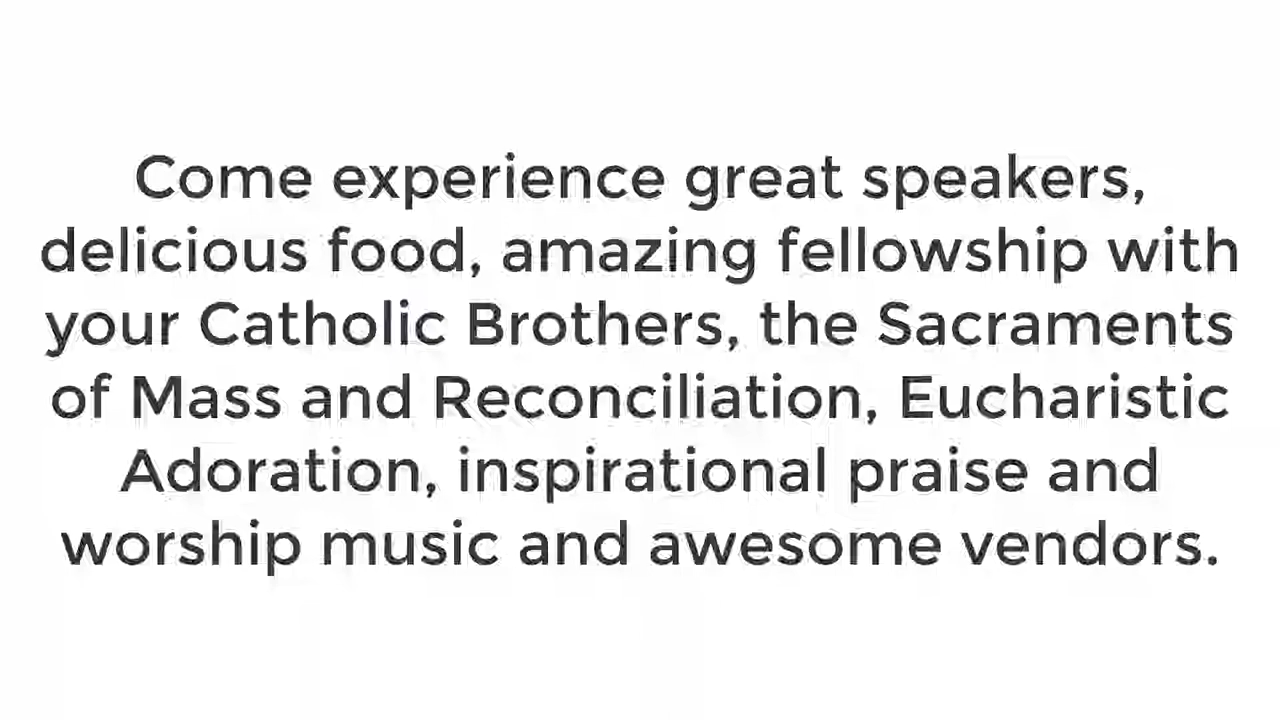 Come experience great speakers,
delicious food, amazing fellowship with
your Catholic Brothers, the Sacraments
of Mass and Reconciliation, Eucharistic
Adoration, inspirational praise and
worship music and awesome vendors.